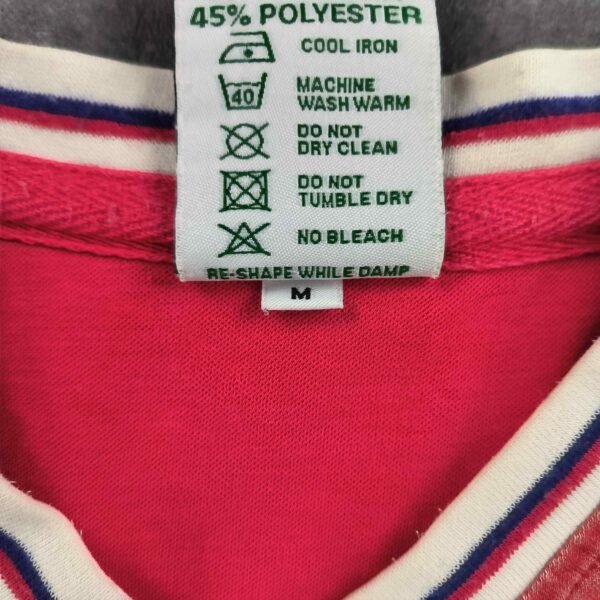 45% POLYESTER
COOL IRON
40
MACHINE
WASH WARM
DO NOT
DRY CLEAN
DO NOT
TUMBLE DRY
NO BLEACH
RE-SHAPE WHILE DAMP
M